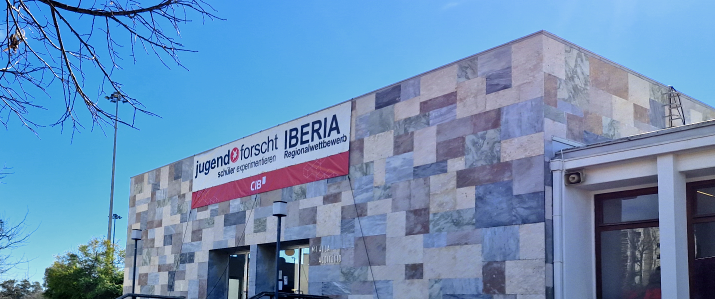 jugend forscht
schüler experimentieren
IBERIA
Regionalwettbewerb
CiB